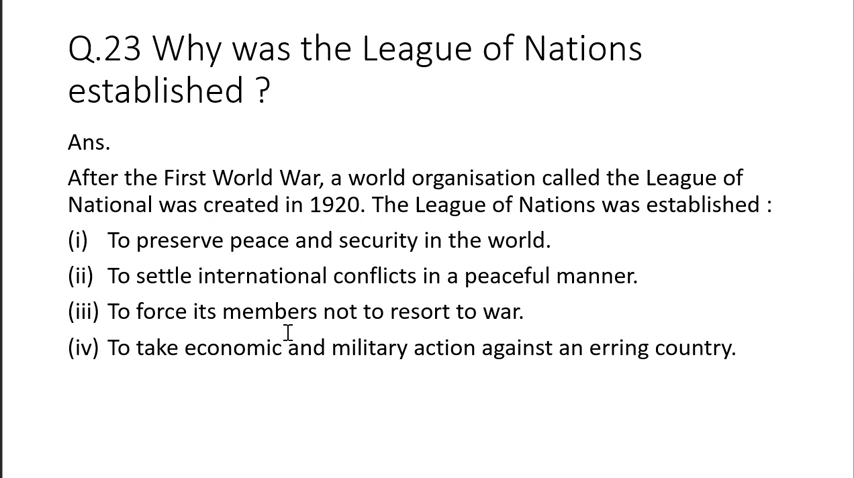 Q.23 Why was the League of Nations
established ?
Ans.
After the First World War, a world organisation called the League of
National was created in 1920. The League of Nations was established :
(i) To preserve peace and security in the world.
(ii) To settle international conflicts in a peaceful manner.
(iii) To force its members not to resort to war.
(iv) To take economic and military action against an erring country.